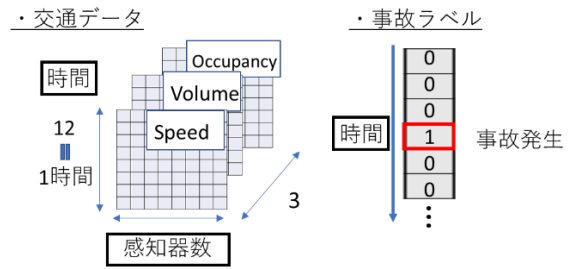 ・交通データ
・事故ラベル
Occupancy
Volume
Speed
時間
12
1時間
3
感知器数
時間
0
0
0
1
0
0
事故発生